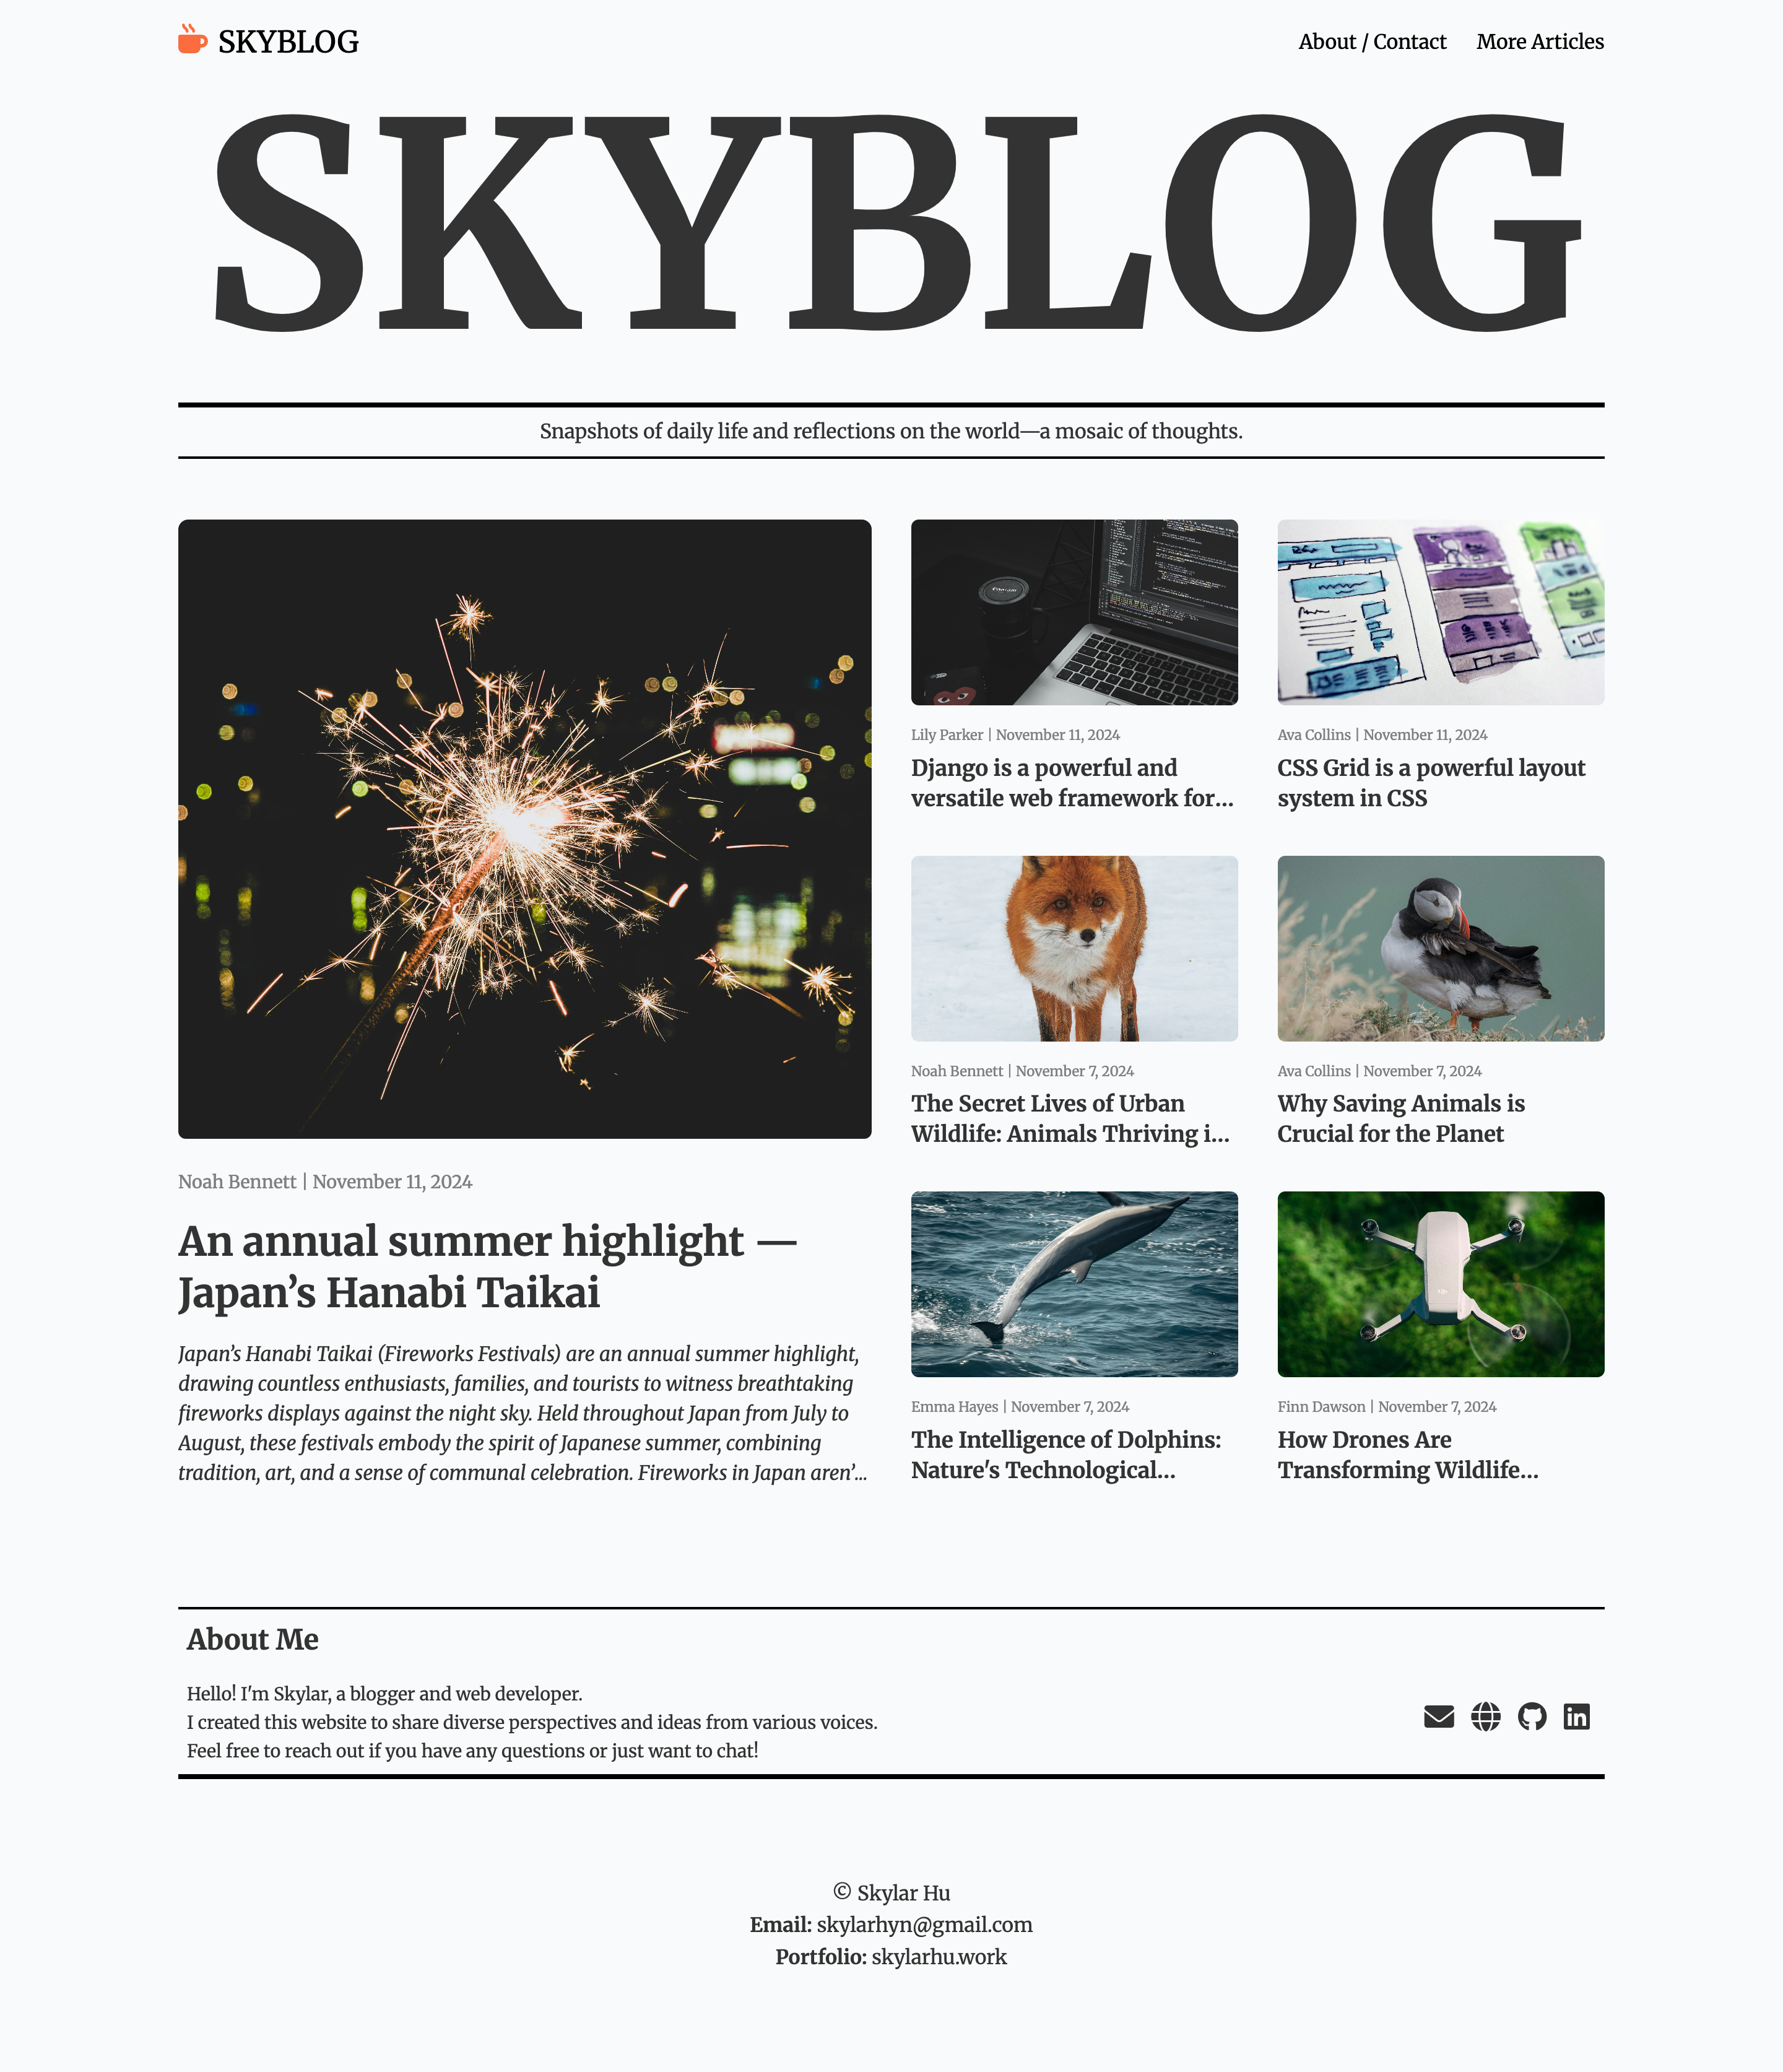 SKYBLOG
About / Contact
More Articles
SKYBLOG
Snapshots of daily life and reflections on the world—a mosaic of thoughts.
Noah Bennett | November 11, 2024
An annual summer highlight —
Japan’s Hanabi Taikai
Japan’s Hanabi Taikai (Fireworks Festivals) are an annual summer highlight,
drawing countless enthusiasts, families, and tourists to witness breathtaking
fireworks displays against the night sky. Held throughout Japan from July to
August, these festivals embody the spirit of Japanese summer, combining
tradition, art, and a sense of communal celebration. Fireworks in Japan aren’...
Lily Parker | November 11, 2024
Django is a powerful and
versatile web framework for...
Ava Collins | November 11, 2024
CSS Grid is a powerful layout
system in CSS
Noah Bennett | November 7, 2024
The Secret Lives of Urban
Wildlife: Animals Thriving i...
Ava Collins | November 7, 2024
Why Saving Animals is
Crucial for the Planet
Emma Hayes | November 7, 2024
The Intelligence of Dolphins:
Nature's Technological...
Finn Dawson | November 7, 2024
How Drones Are
Transforming Wildlife...
About Me
Hello! I'm Skylar, a blogger and web developer.
I created this website to share diverse perspectives and ideas from various voices.
Feel free to reach out if you have any questions or just want to chat!
in
© Skylar Hu
Email: skylarhyn@gmail.com
Portfolio: skylarhu.work